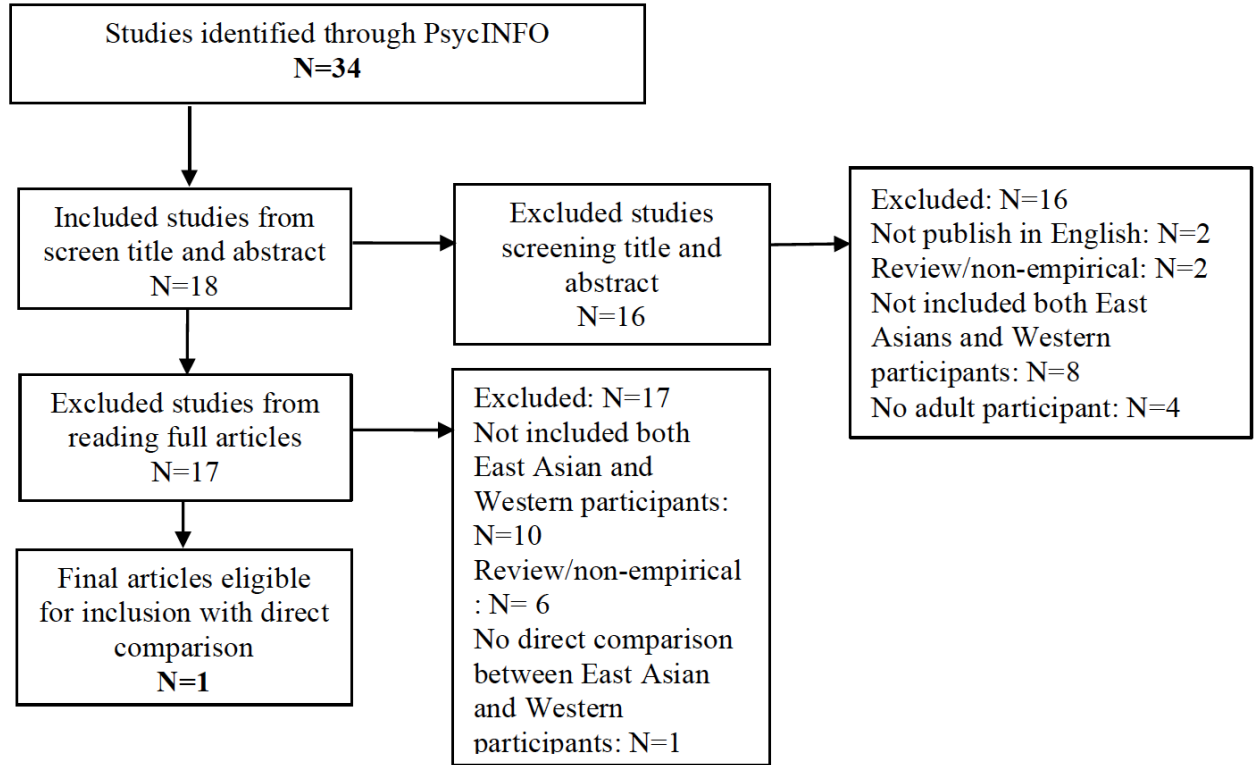 Studies identified through PsycINFO
N=34
Included studies from
screen title and abstract
N=18
Excluded studies
screening title and
abstract
N=16
Excluded: N=16
Not publish in English: N=2
Review/non-empirical: N=2
Not included both East
Asians and Western
participants: N=8
No adult participant: N=4
Excluded studies from
reading full articles
N=17
Excluded: N=17
Not included both
East Asian and
Western participants:
N=10
Review/non-empirical
: N= 6
No direct comparison
between East Asian
and Western
participants: N=1
Final articles eligible
for inclusion with direct
comparison
N=1